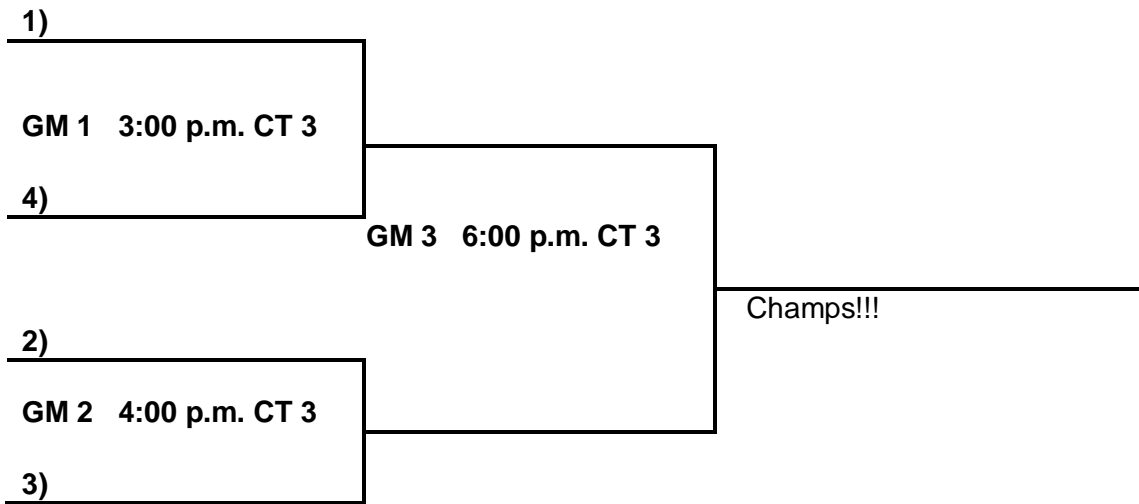 1)
GM 1 3:00 p.m. CT 3
4)
GM 3 6:00 p.m. CT 3
Champs!!!
2)
GM 2 4:00 p.m. CT 3
3)